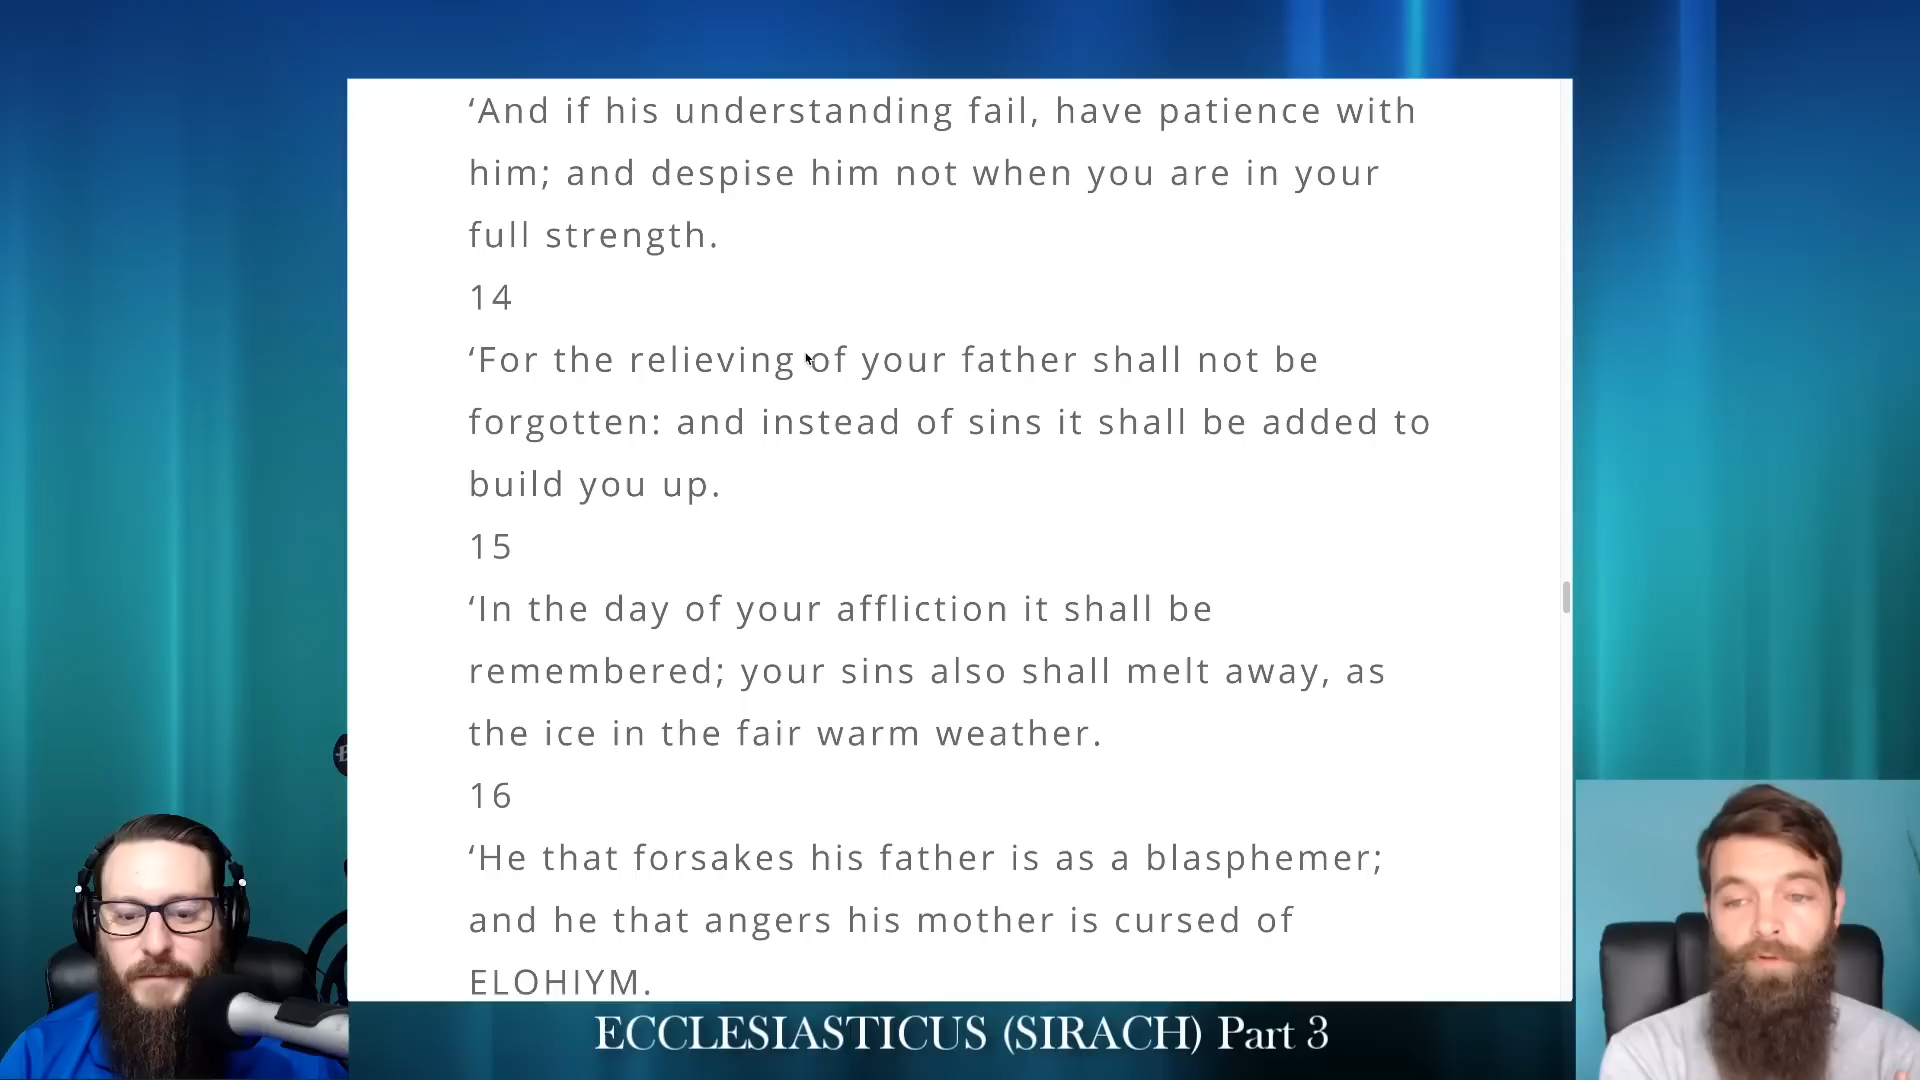 ‘And if his understanding fail, have patience with
him; and despise him not when you are in your
full strength.
14
‘For the relieving of your father shall not be
forgotten: and instead of sins it shall be added to
build you up.
15
‘In the day of your affliction it shall be
remembered; your sins also shall melt away, as
the ice in the fair warm weather.
16
‘He that forsakes his father is as a blasphemer;
and he that angers his mother is cursed of
ELOHIYM.
ECCLESIASTICUS (SIRACH) Part 3